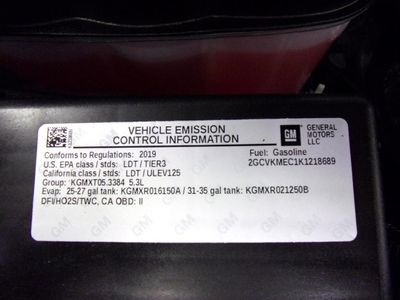 VEHICLE EMISSION
CONTROL INFORMATION
GM
GENERAL
MOTORS
LLC
Conforms to Regulations: 2019
Fuel: Gasoline
U.S. EPA class / stds: LDT / TIER3
2GCVKMEC1K1218689
California class / stds: LDT / ULEV125
Group: KGMXT05.3384 5.3L
Evap: 25-27 gal tank: KGMXR016150A / 31-35 gal tank: KGMXR021250B
DFI/HO2S/TWC, CA OBD: II